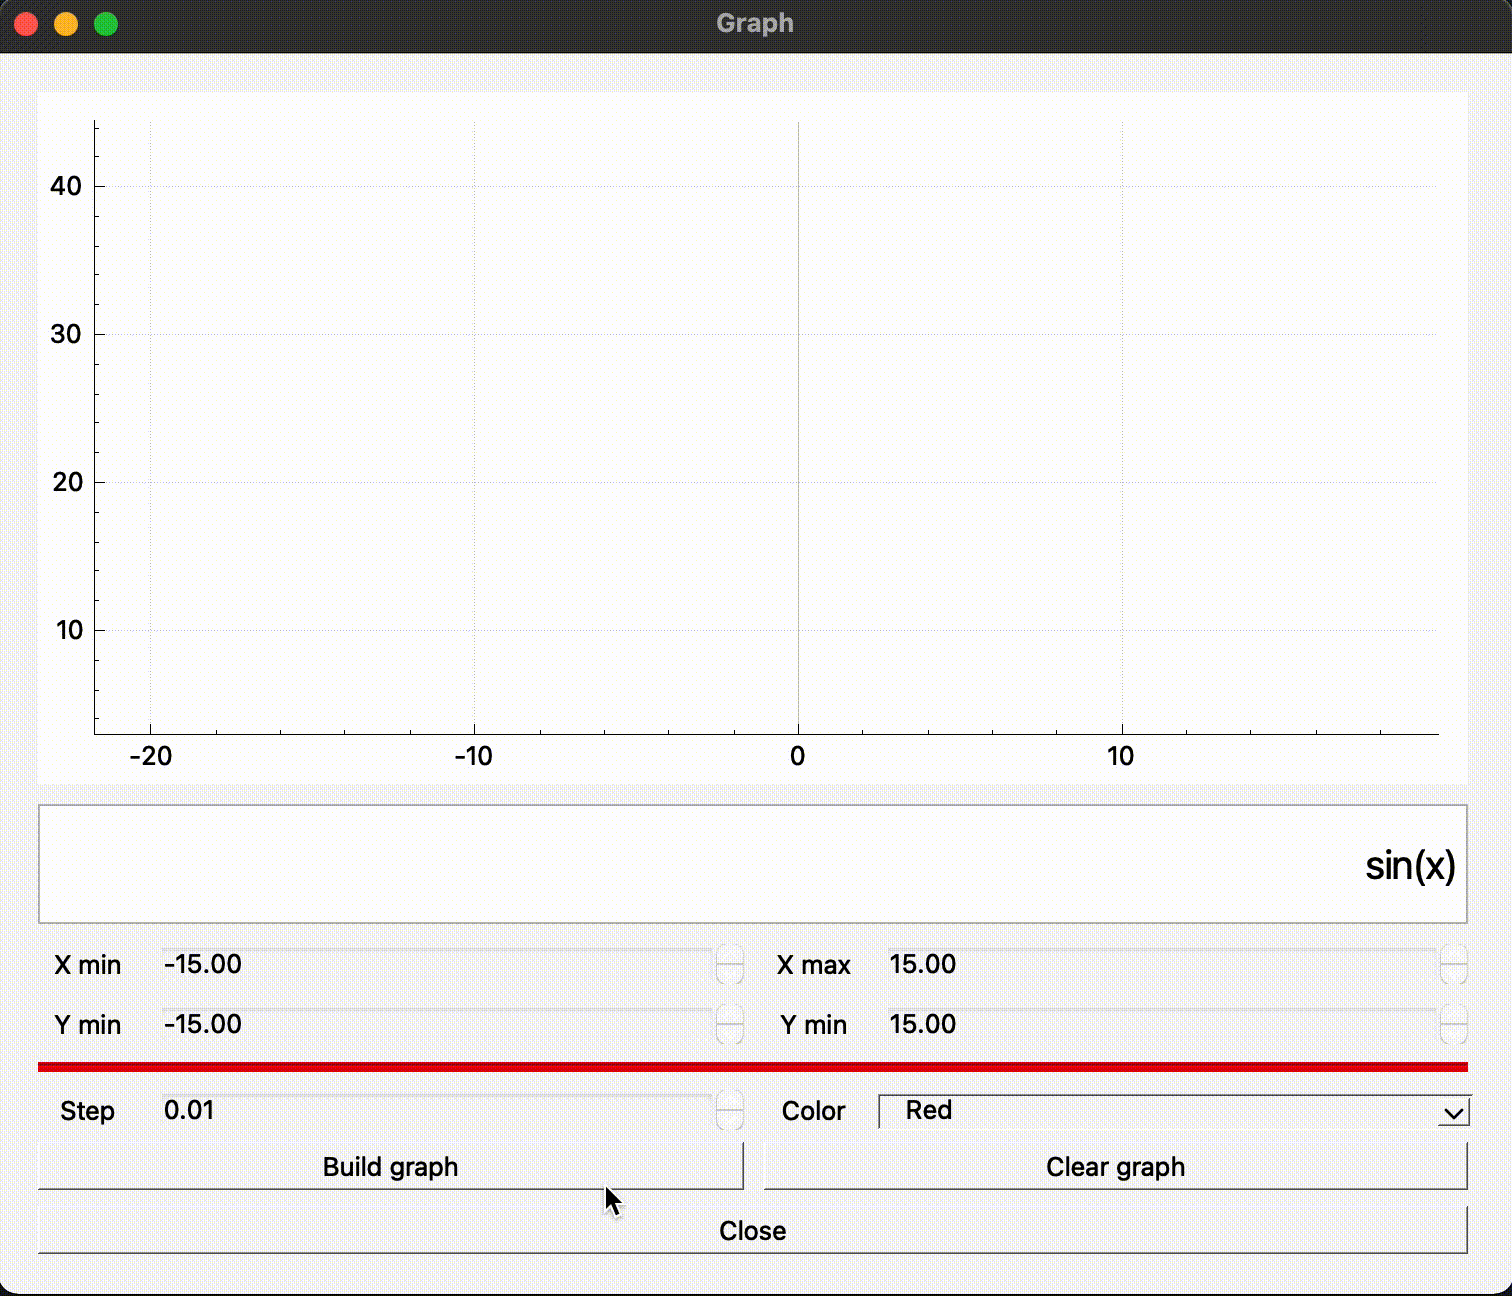 Graph
40
30
20
10
-20 -10 0 10
sin(x)
X min -15.00 X max 15.00
Y min -15.00 Y min 15.00
Step 0.01 Color Red
Build graph Clear graph
Close